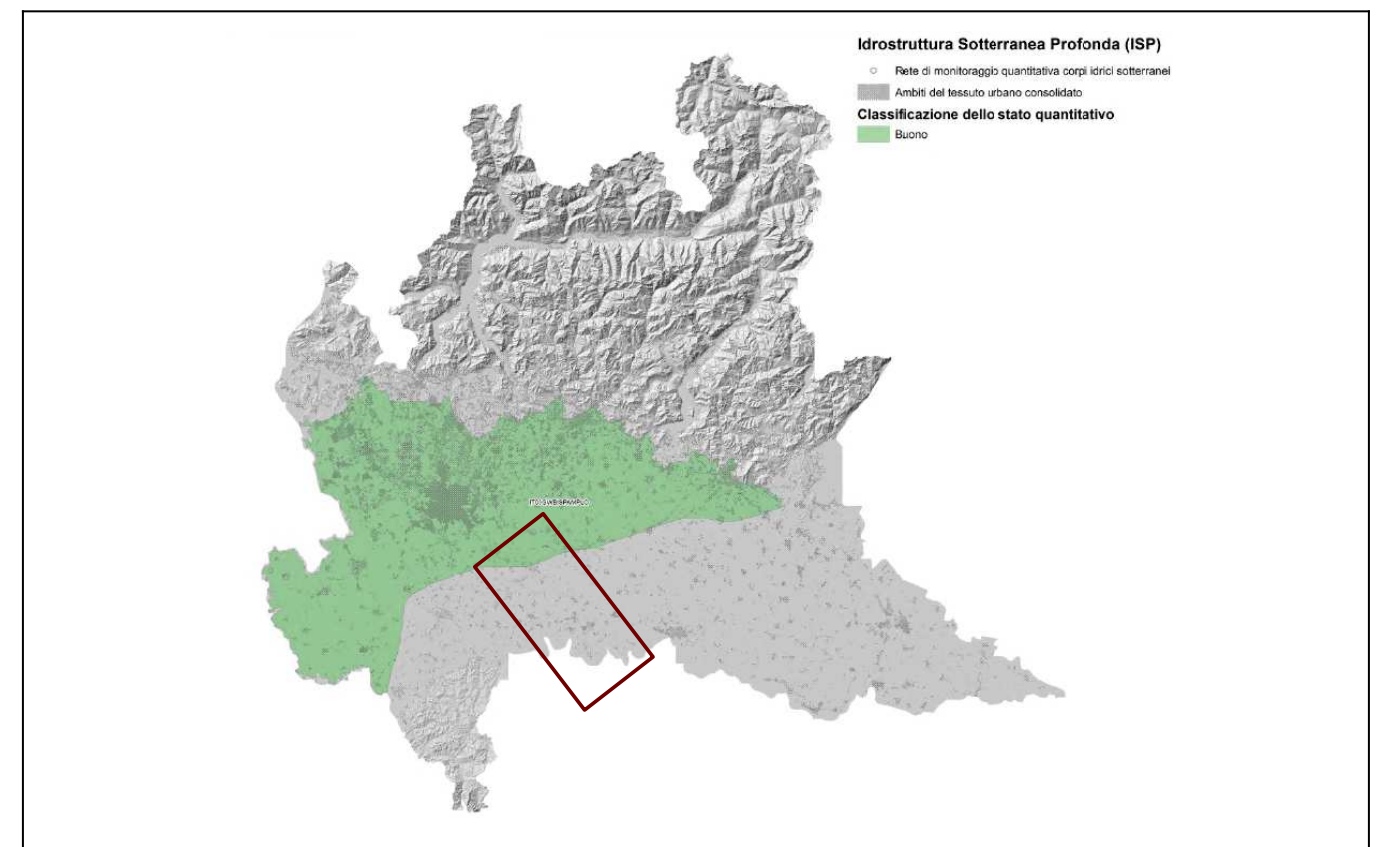 Idrostruttura Sotterranea Profonda (ISP)
Rete di monitoraggio quantitativa corpi idrici sotterranei
Ambiti del tessuto urbano consolidato
Classificazione dello stato quantitativo
Buono